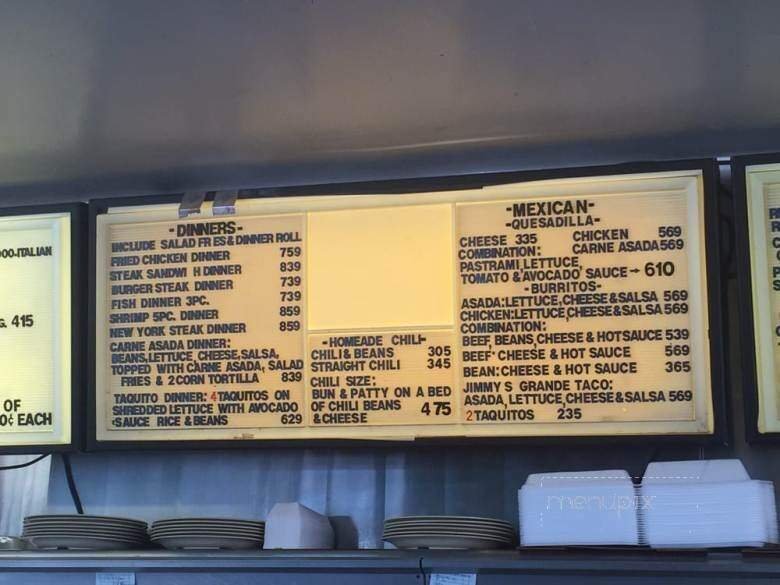 OO-ITALIAN
415
OF
0¢ EACH
-DINNERS-
INCLUDE SALAD FR ES & DINNER ROLL
FRIED CHICKEN DINNER 759
STEAK SANDWI H DINNER 839
BURGER STEAK DINNER 739
FISH DINNER 3PC. 739
SHRIMP 5PC. DINNER 859
NEW YORK STEAK DINNER 859
CARNE ASADA DINNER:
BEANS,LETTUCE,CHEESE,SALSA,
TOPPED WITH CARNE ASADA, SALAD
FRIES & 2 CORN TORTILLA 839
TAQUITO DINNER: 4 TAQUITOS ON
SHREDDED LETTUCE WITH AVOCADO
SAUCE RICE & BEANS 629
-HOMEADE CHILI-
CHILI & BEANS 305
STRAIGHT CHILI 345
CHILI SIZE:
BUN & PATTY ON A BED
OF CHILI BEANS 475
& CHEESE
-MEXICAN-
-QUESADILLA-
CHEESE 335 CHICKEN 569
COMBINATION: CARNE ASADA 569
PASTRAMI, LETTUCE,
TOMATO & AVOCADO SAUCE → 610
-BURRITOS-
ASADA:LETTUCE,CHEESE & SALSA 569
CHICKEN:LETTUCE,CHEESE & SALSA 569
COMBINATION:
BEEF, BEANS, CHEESE & HOT SAUCE 539
BEEF CHEESE & HOT SAUCE 569
BEAN: CHEESE & HOT SAUCE 365
JIMMY S GRANDE TACO:
ASADA, LETTUCE, CHEESE & SALSA 569
2 TAQUITOS 235
menupix